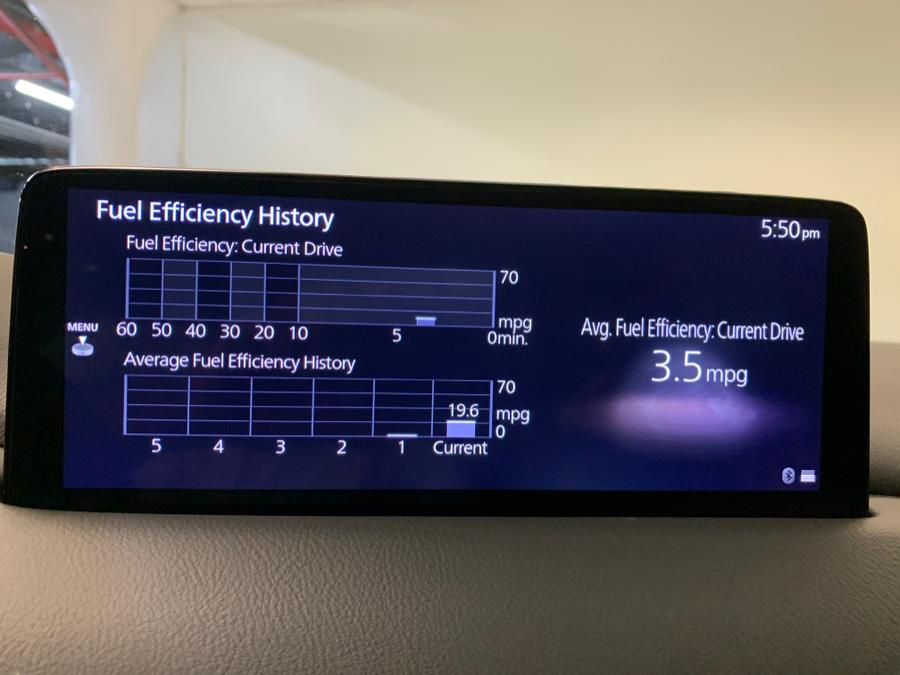 Fuel Efficiency History
5:50pm
Fuel Efficiency: Current Drive
70
MENU
60 50 40 30 20 10 5 mpg
0min.
Avg. Fuel Efficiency: Current Drive
3.5mpg
Average Fuel Efficiency History
70
19.6 mpg
0
5 4 3 2 1 Current